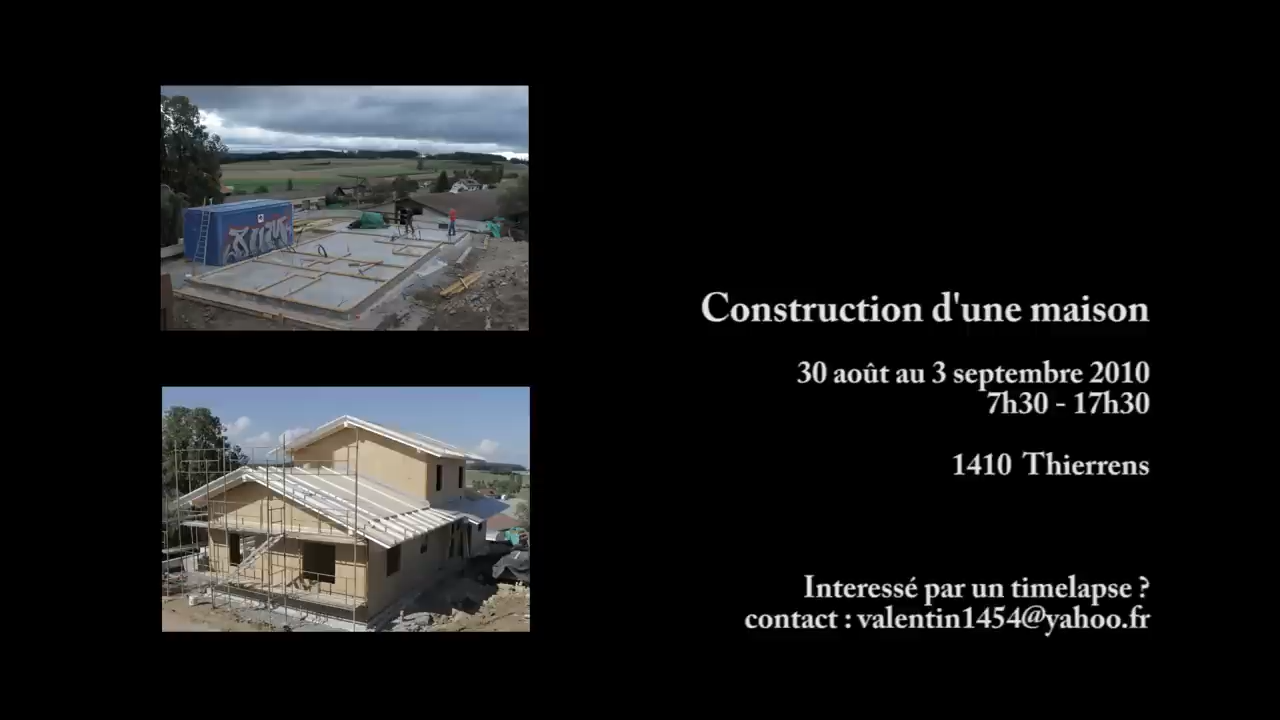 Construction d'une maison
30 août au 3 septembre 2010
7h30 - 17h30
1410 Thierrens
Interessé par un timelapse ?
contact : valentin1454@yahoo.fr